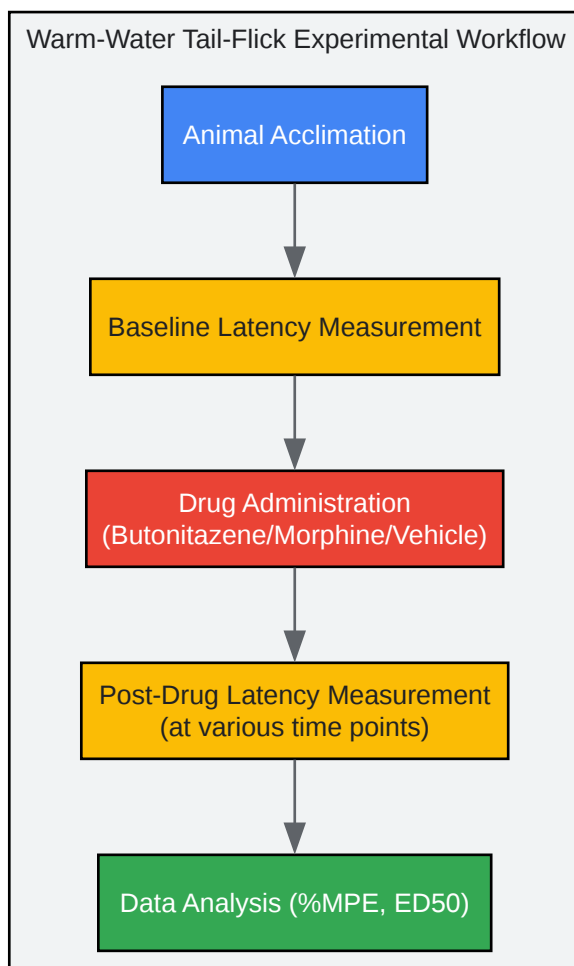 Warm-Water Tail-Flick Experimental Workflow
Animal Acclimation
Baseline Latency Measurement
Drug Administration
(Butonitazene/Morphine/Vehicle)
Post-Drug Latency Measurement
(at various time points)
Data Analysis (%MPE, ED50)